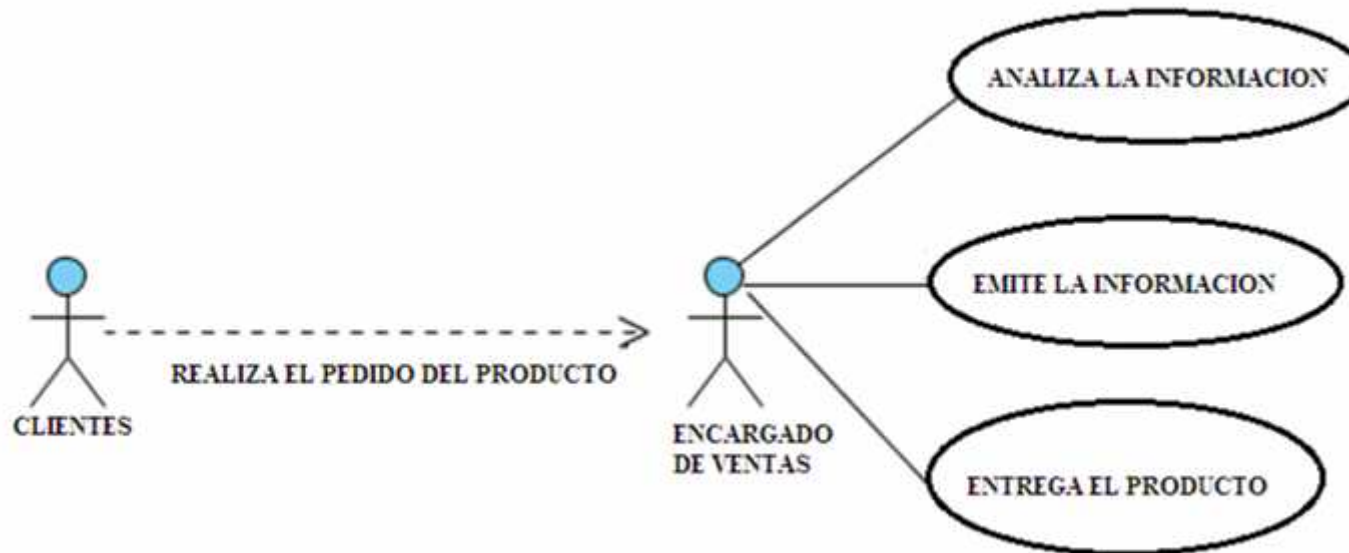 ANALIZA LA INFORMACION
EMITE LA INFORMACION
REALIZA EL PEDIDO DEL PRODUCTO
CLIENTES
ENCARGADO
DE VENTAS
ENTREGA EL PRODUCTO